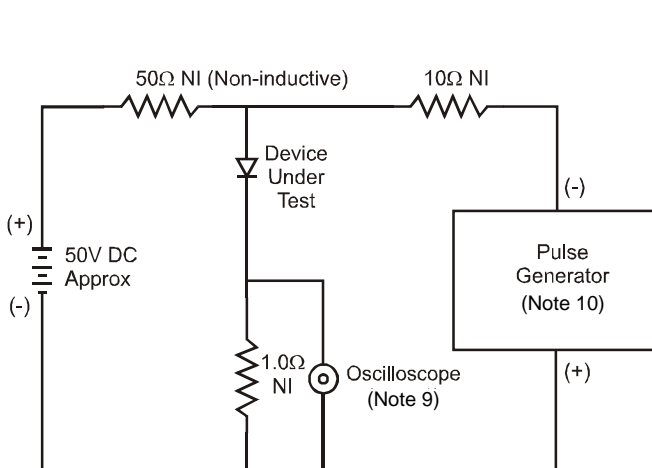 50Ω NI (Non-inductive)
10Ω NI
Device
Under
Test
(-)
(+)
50V DC
Approx
(-)
Pulse
Generator
(Note 10)
1.0Ω
NI
Oscilloscope
(Note 9)
(+)